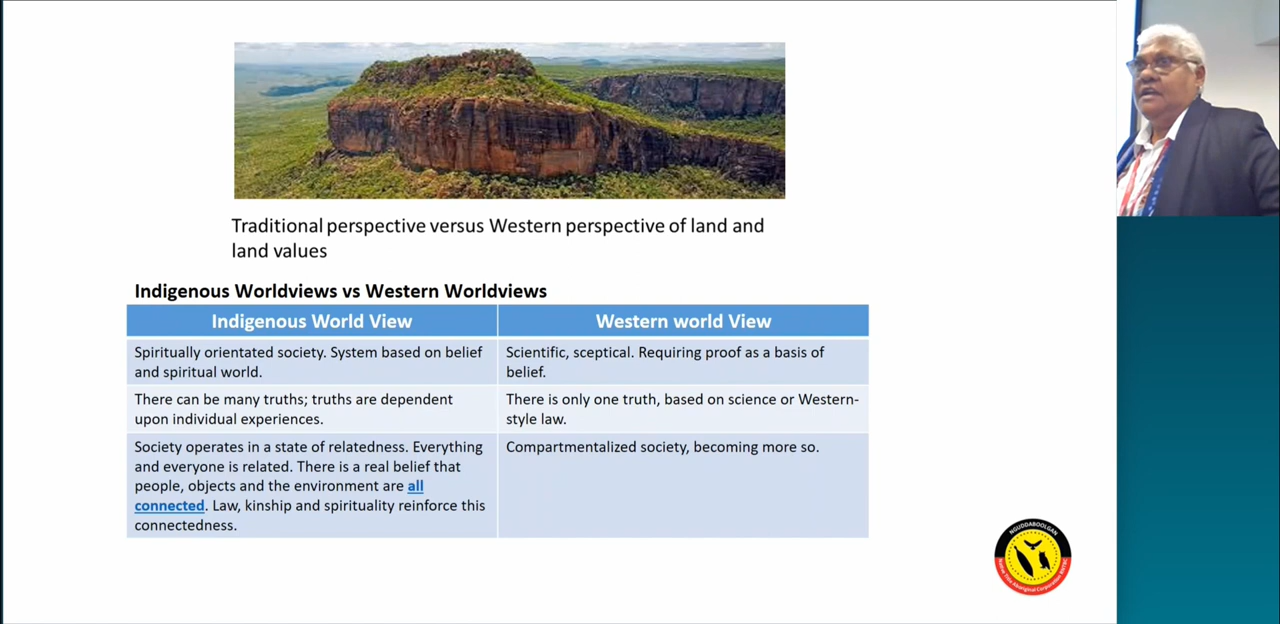 Traditional perspective versus Western perspective of land and
land values
Indigenous Worldviews vs Western Worldviews
Indigenous World View
Western world View
Spiritually orientated society. System based on belief
and spiritual world.
Scientific, sceptical. Requiring proof as a basis of
belief.
There can be many truths; truths are dependent
upon individual experiences.
There is only one truth, based on science or Western-
style law.
Society operates in a state of relatedness. Everything
and everyone is related. There is a real belief that
people, objects and the environment are all
connected. Law, kinship and spirituality reinforce this
connectedness.
Compartmentalized society, becoming more so.
NGUDDABOOLGAN
Native Title Aboriginal Corporation